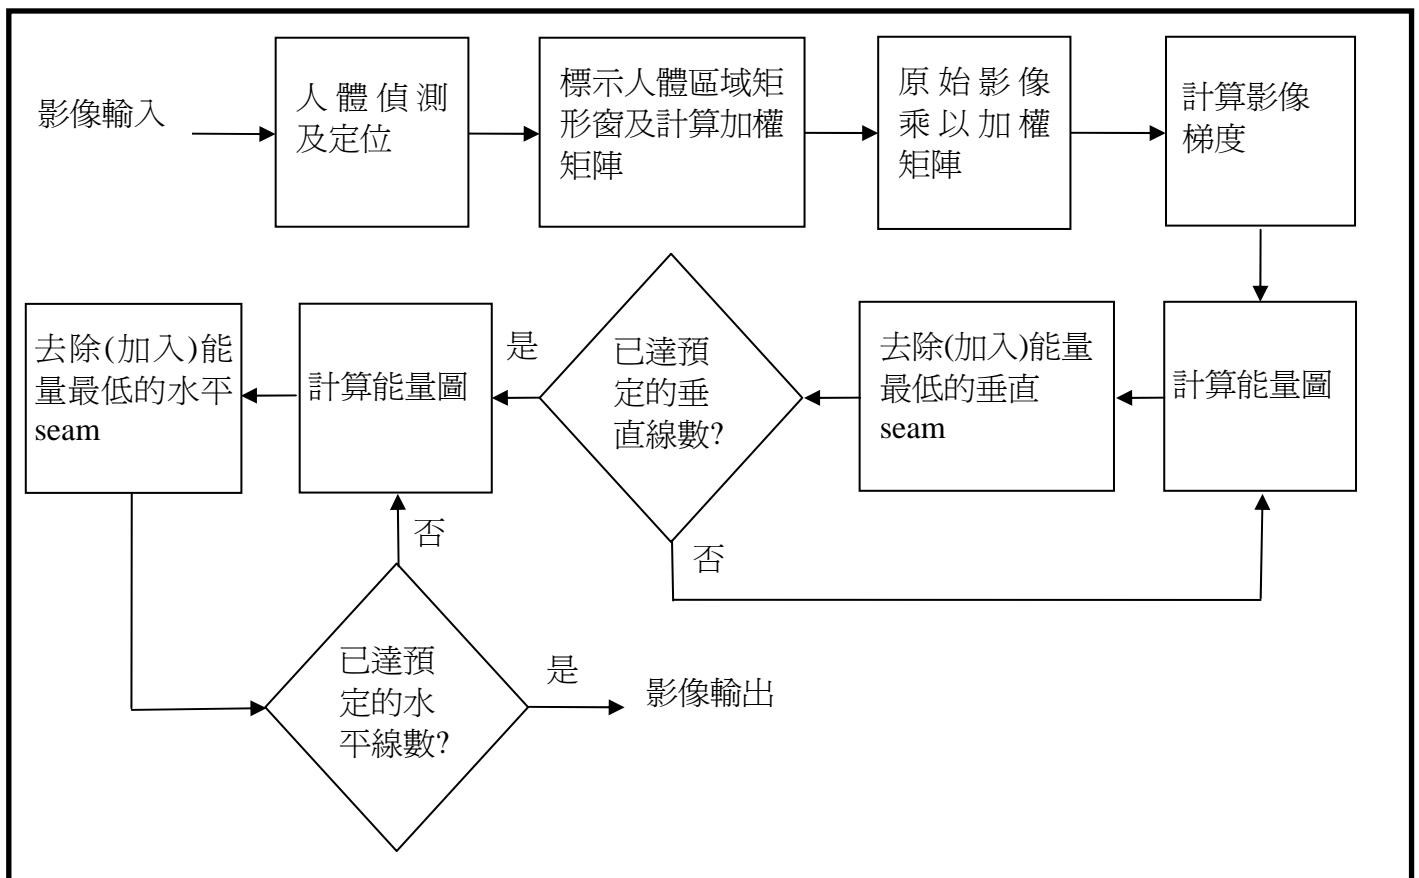 影像輸入
人體偵測
及定位
標示人體區域矩
形窗及計算加權
矩陣
原始影像
乘以加權
矩陣
計算影像
梯度
計算能量圖
去除(加入)能量
最低的垂直
seam
已達預
定的垂
直線數?
是
否
計算能量圖
去除(加入)能
量最低的水平
seam
否
已達預
定的水
平線數?
是
影像輸出